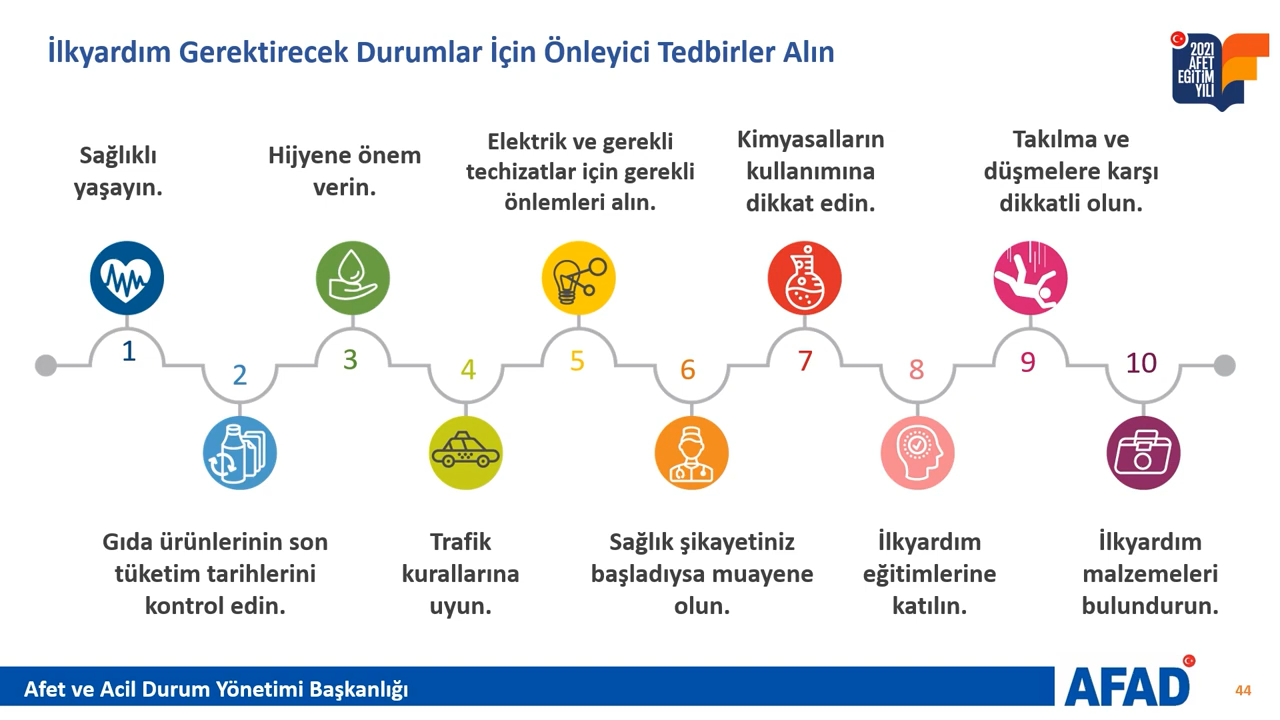 İlkyardım Gerektirecek Durumlar İçin Önleyici Tedbirler Alın
2021
AFET
EĞİTİM
YILI
Sağlıklı
yaşayın.
Hijyene önem
verin.
Elektrik ve gerekli
techizatlar için gerekli
önlemleri alın.
Kimyasalların
kullanımına
dikkat edin.
Takılma ve
düşmelere karşı
dikkatli olun.
1
2
3
4
5
6
7
8
9
10
Gıda ürünlerinin son
tüketim tarihlerini
kontrol edin.
Trafik
kurallarına
uyun.
Sağlık şikayetiniz
başladıysa muayene
olun.
İlkyardım
eğitimlerine
katılın.
İlkyardım
malzemeleri
bulundurun.
Afet ve Acil Durum Yönetimi Başkanlığı
AFAD
44